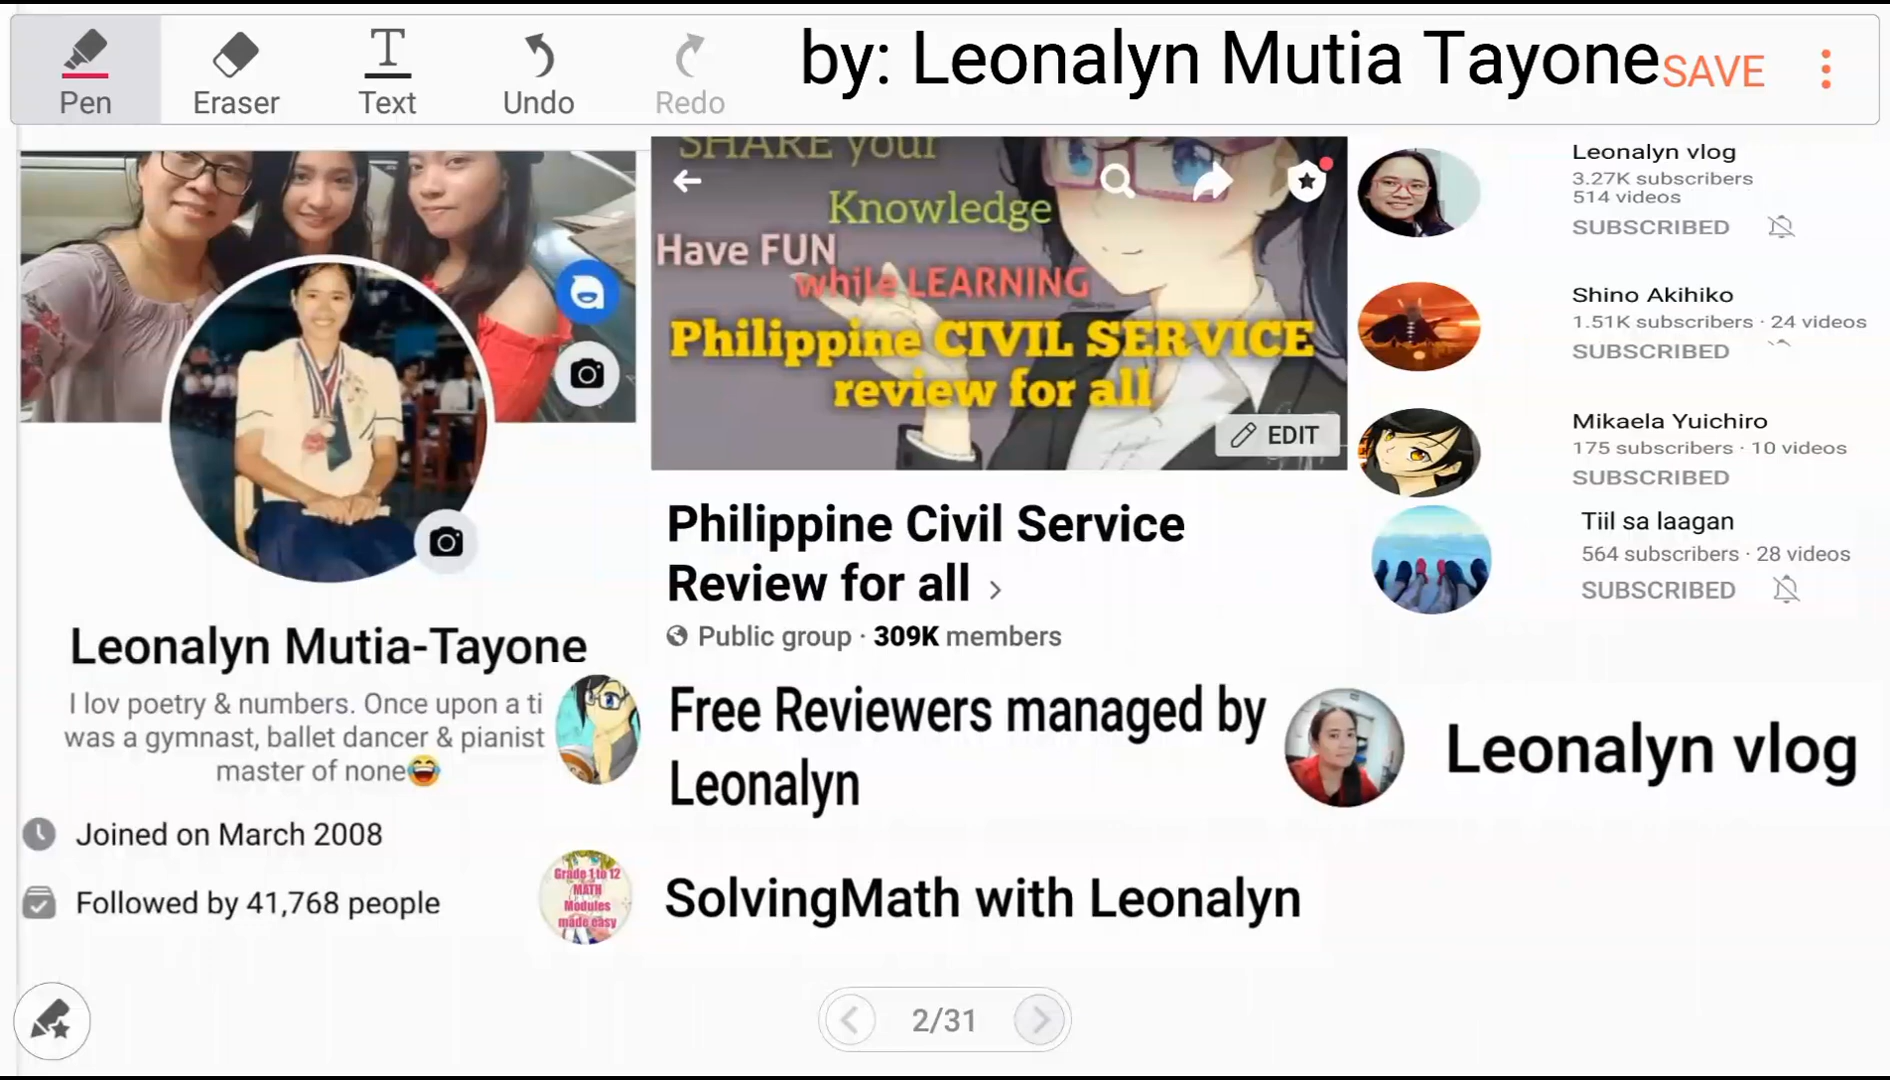 Pen
Eraser
Text
Undo
Redo
by: Leonalyn Mutia Tayone
SAVE
SHARE your
Knowledge
Have FUN
while LEARNING
Philippine CIVIL SERVICE
review for all
EDIT
Philippine Civil Service
Review for all
Public group · 309K members
Free Reviewers managed by
Leonalyn
SolvingMath with Leonalyn
Leonalyn Mutia-Tayone
I lov poetry & numbers. Once upon a ti
was a gymnast, ballet dancer & pianist
master of none😂
Joined on March 2008
Followed by 41,768 people
Grade 1 to 12
MATH
Modules
made easy
Leonalyn vlog
3.27K subscribers
514 videos
SUBSCRIBED
Shino Akihiko
1.51K subscribers · 24 videos
SUBSCRIBED
Mikaela Yuichiro
175 subscribers · 10 videos
SUBSCRIBED
Tiil sa laagan
564 subscribers · 28 videos
SUBSCRIBED
Leonalyn vlog
2/31